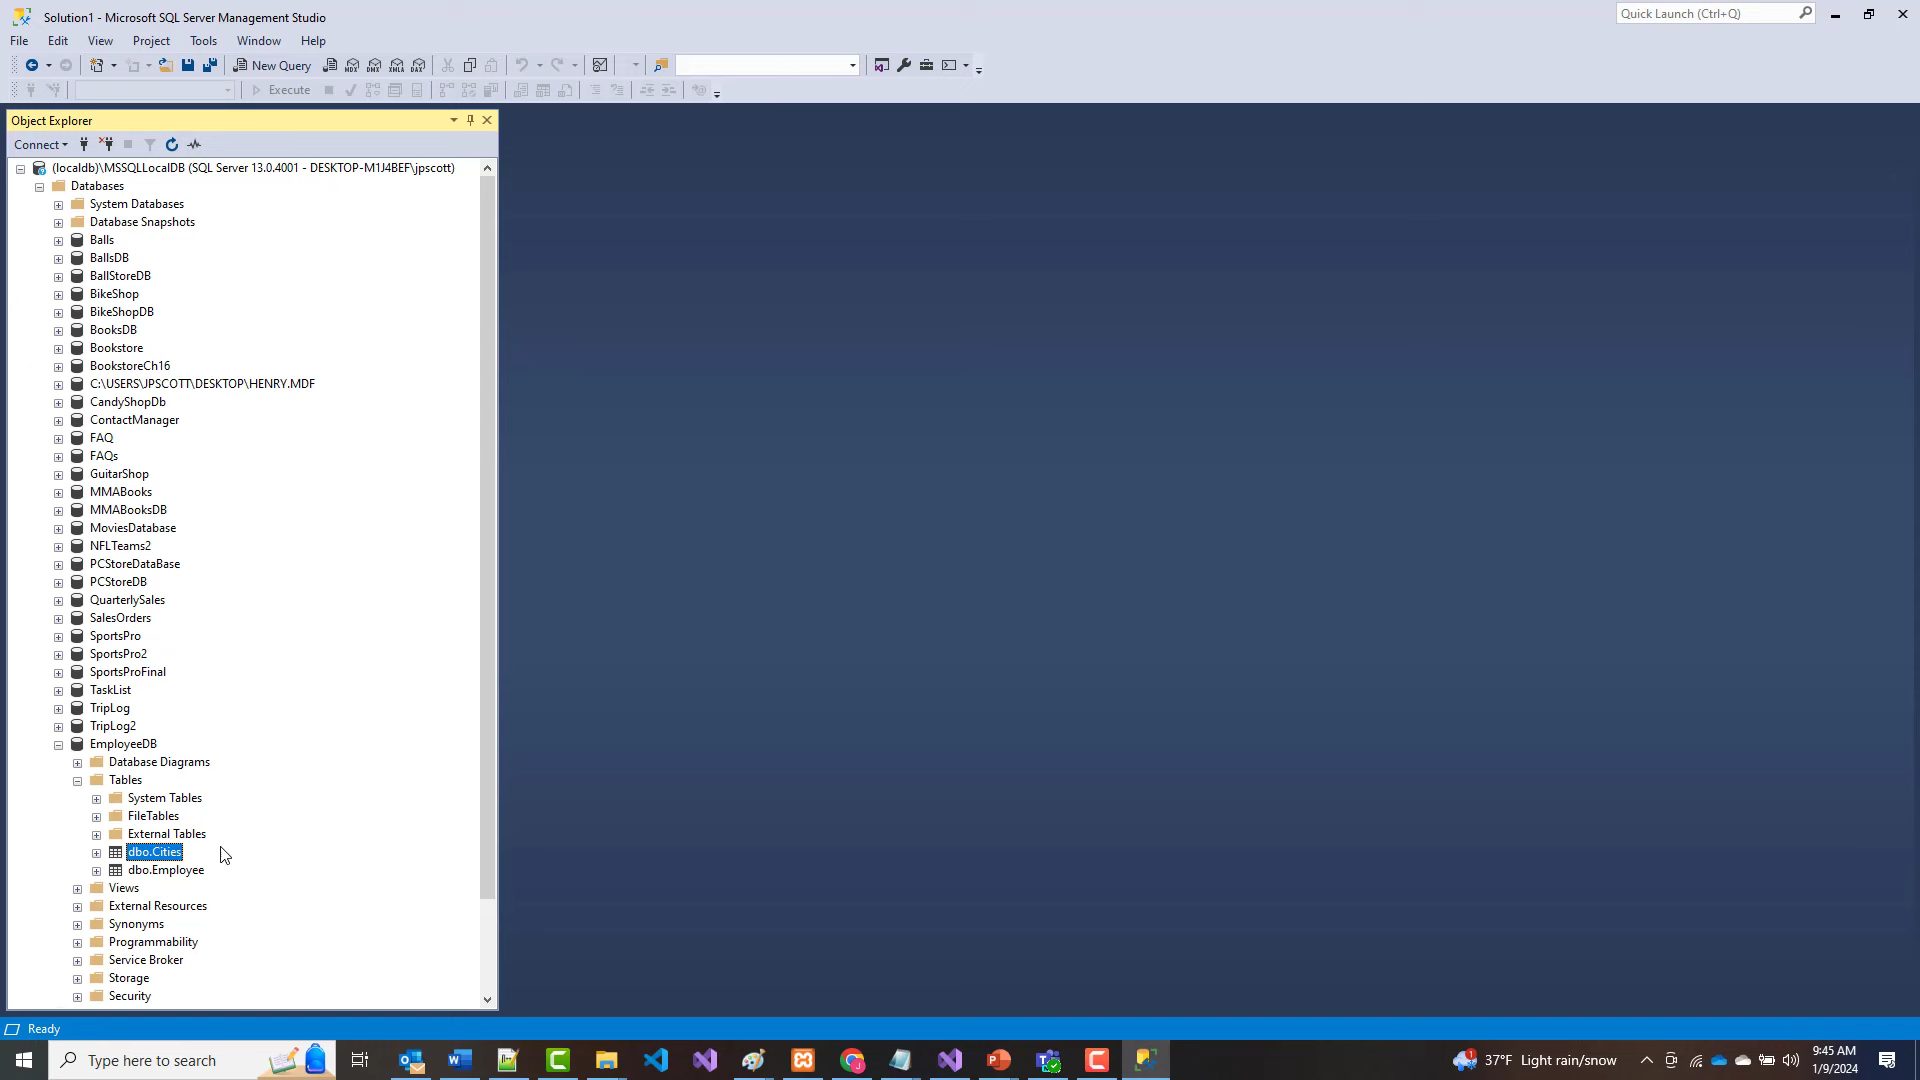 Solution1 - Microsoft SQL Server Management Studio
Quick Launch (Ctrl+Q)
File Edit View Project Tools Window Help
New Query
Execute
Object Explorer
Connect
(localdb)\MSSQLLocalDB (SQL Server 13.0.4001 - DESKTOP-M1J4BEF\jpscott)
Databases
System Databases
Database Snapshots
Balls
BallsDB
BallStoreDB
BikeShop
BikeShopDB
BooksDB
Bookstore
BookstoreCh16
C:\USERS\JPSCOTT\DESKTOP\HENRY.MDF
CandyShopDb
ContactManager
FAQ
FAQs
GuitarShop
MMABooks
MMABooksDB
MoviesDatabase
NFLTeams2
PCStoreDataBase
PCStoreDB
QuarterlySales
SalesOrders
SportsPro
SportsPro2
SportsProFinal
TaskList
TripLog
TripLog2
EmployeeDB
Database Diagrams
Tables
System Tables
FileTables
External Tables
dbo.Cities
dbo.Employee
Views
External Resources
Synonyms
Programmability
Service Broker
Storage
Security
Ready
Type here to search
37°F Light rain/snow
9:45 AM
1/9/2024